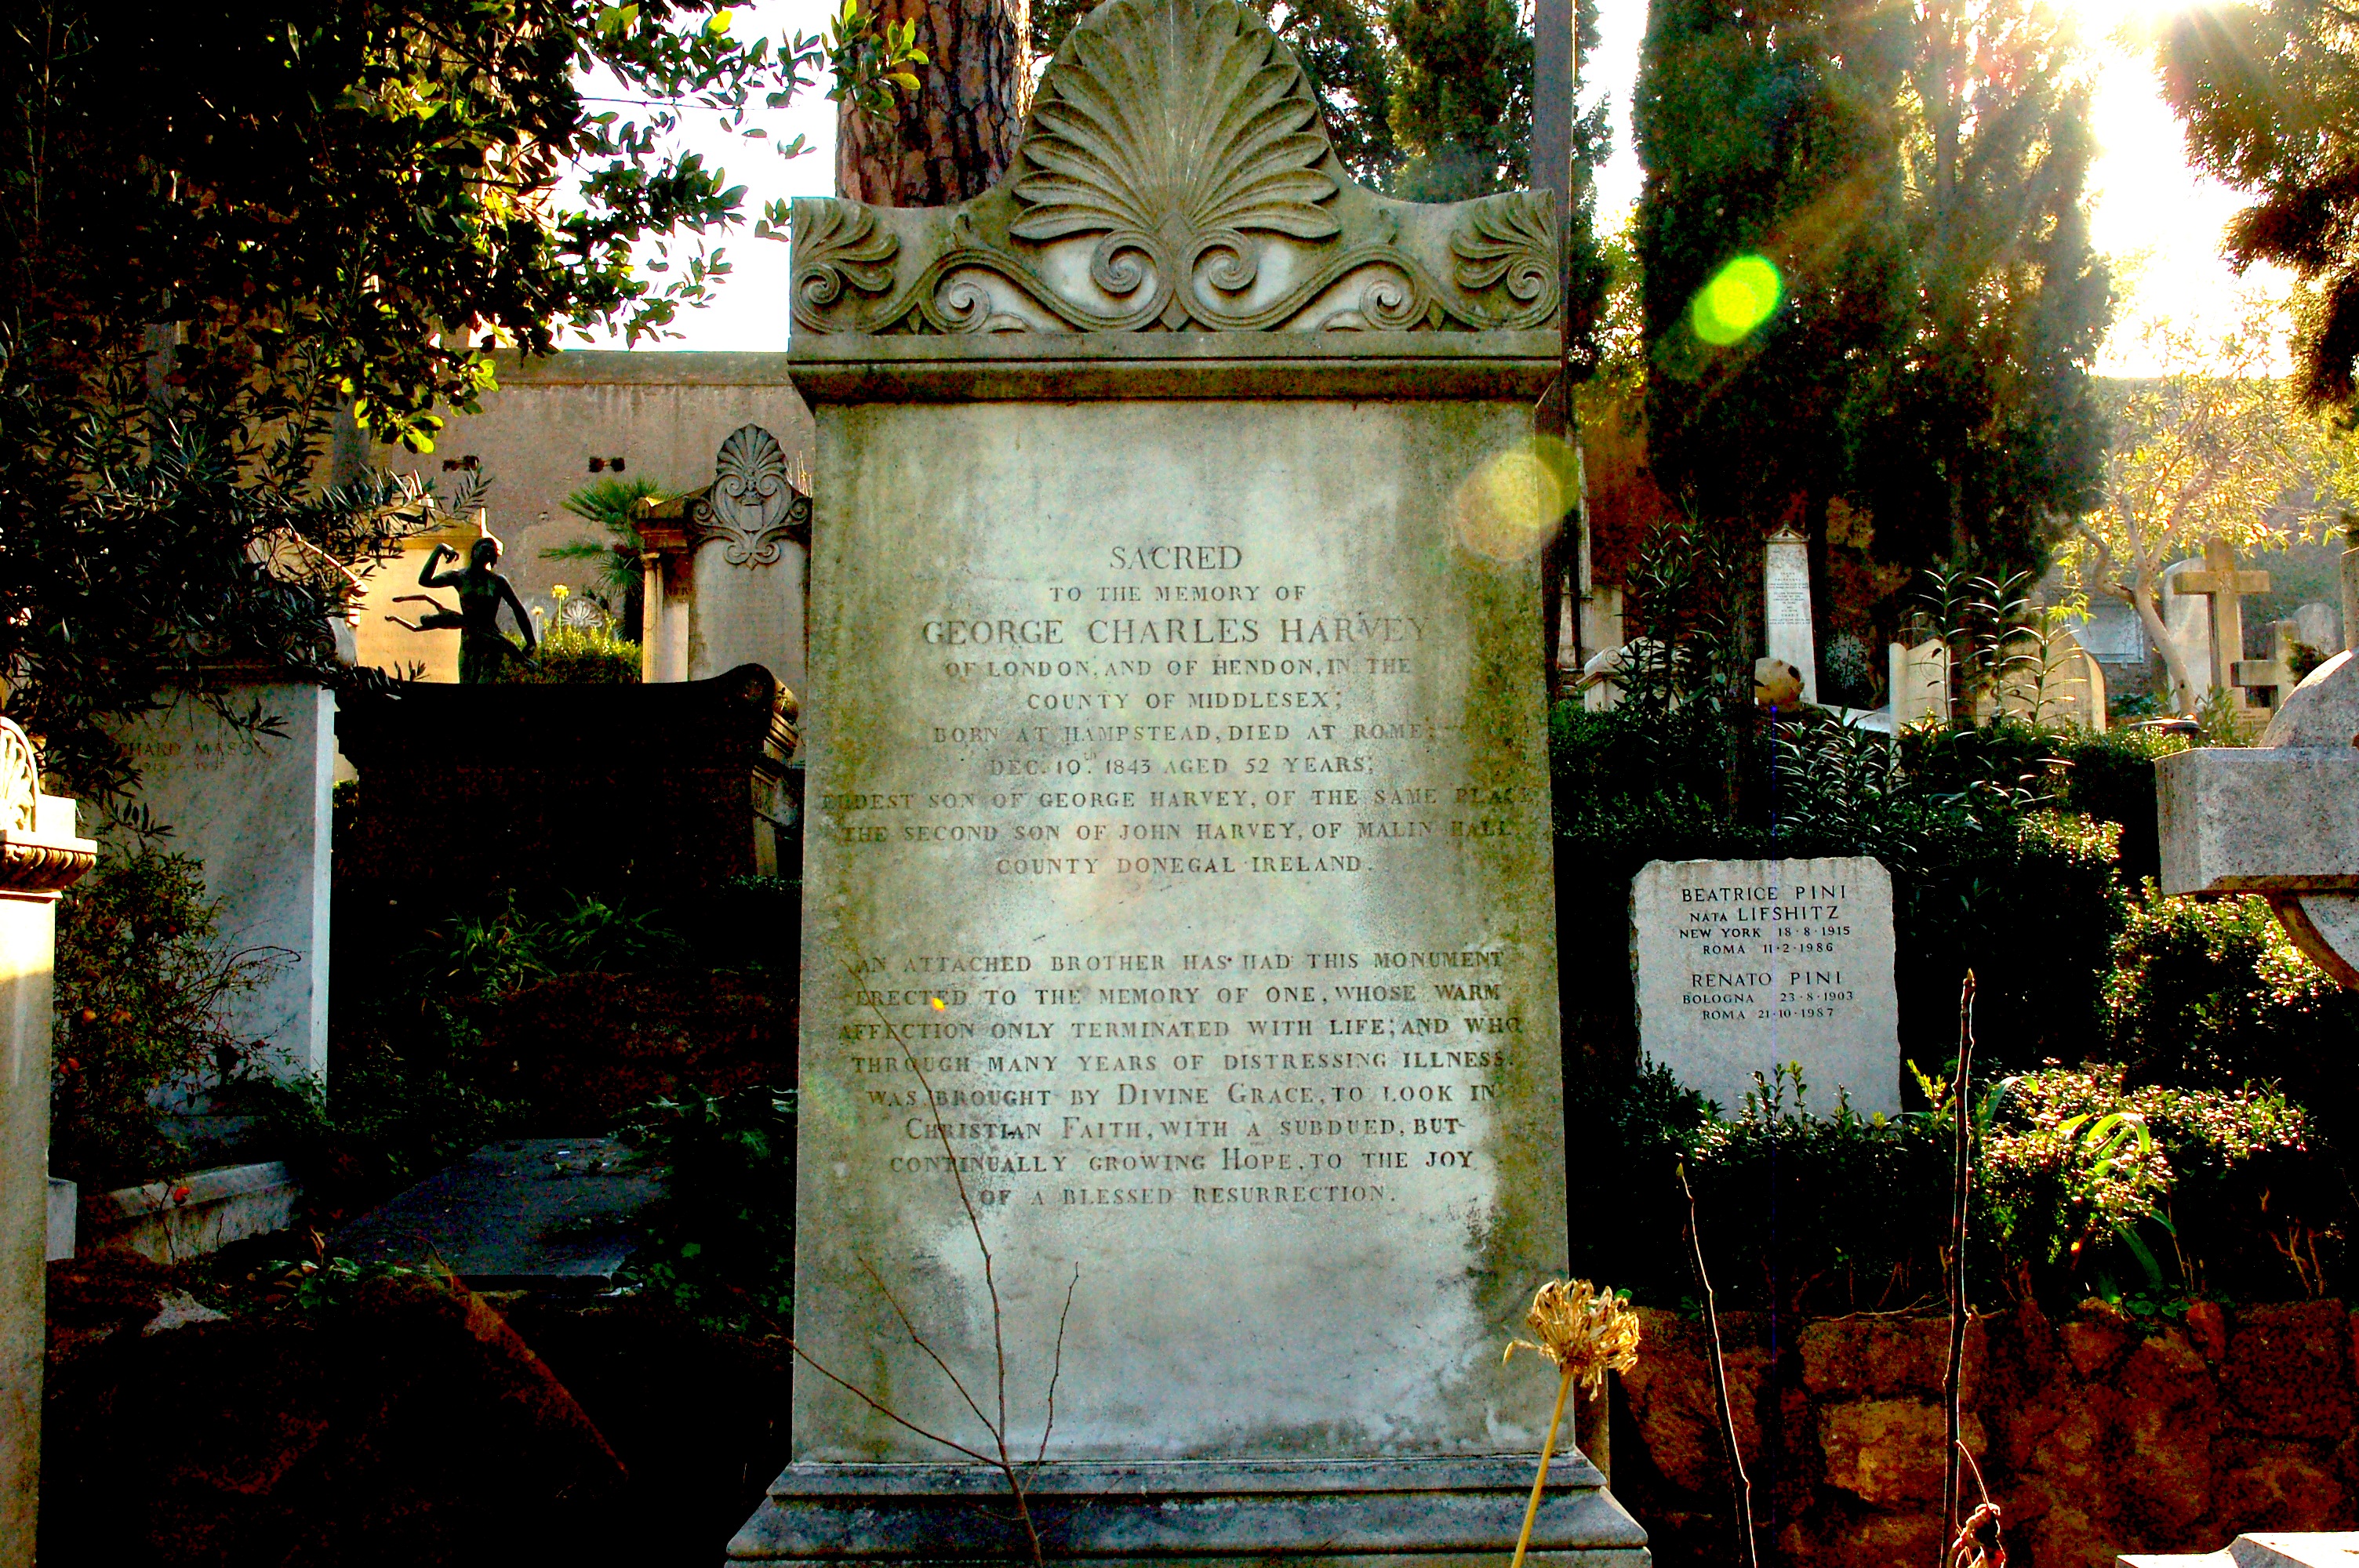 SACRED
TO THE MEMORY OF
GEORGE CHARLES HARVEY
OF LONDON, AND OF HENDON, IN THE
COUNTY OF MIDDLESEX;
BORN AT HAMPSTEAD, DIED AT ROME;
DEC. 10th. 1843 AGED 52 YEARS;
ELDEST SON OF GEORGE HARVEY, OF THE SAME PLACE,
THE SECOND SON OF JOHN HARVEY, OF MALIN HALL,
COUNTY DONEGAL IRELAND.
AN ATTACHED BROTHER HAS HAD THIS MONUMENT
ERECTED TO THE MEMORY OF ONE, WHOSE WARM
AFFECTION ONLY TERMINATED WITH LIFE; AND WHO
THROUGH MANY YEARS OF DISTRESSING ILLNESS.
WAS BROUGHT BY DIVINE GRACE, TO LOOK IN
CHRISTIAN FAITH, WITH A SUBDUED, BUT
CONTINUALLY GROWING HOPE, TO THE JOY
OF A BLESSED RESURRECTION.
BEATRICE PINI
NATA LIFSHITZ
NEW YORK 18·8·1915
ROMA 11·2·1986
RENATO PINI
BOLOGNA 23·8·1903
ROMA 21·10·1987
MASON